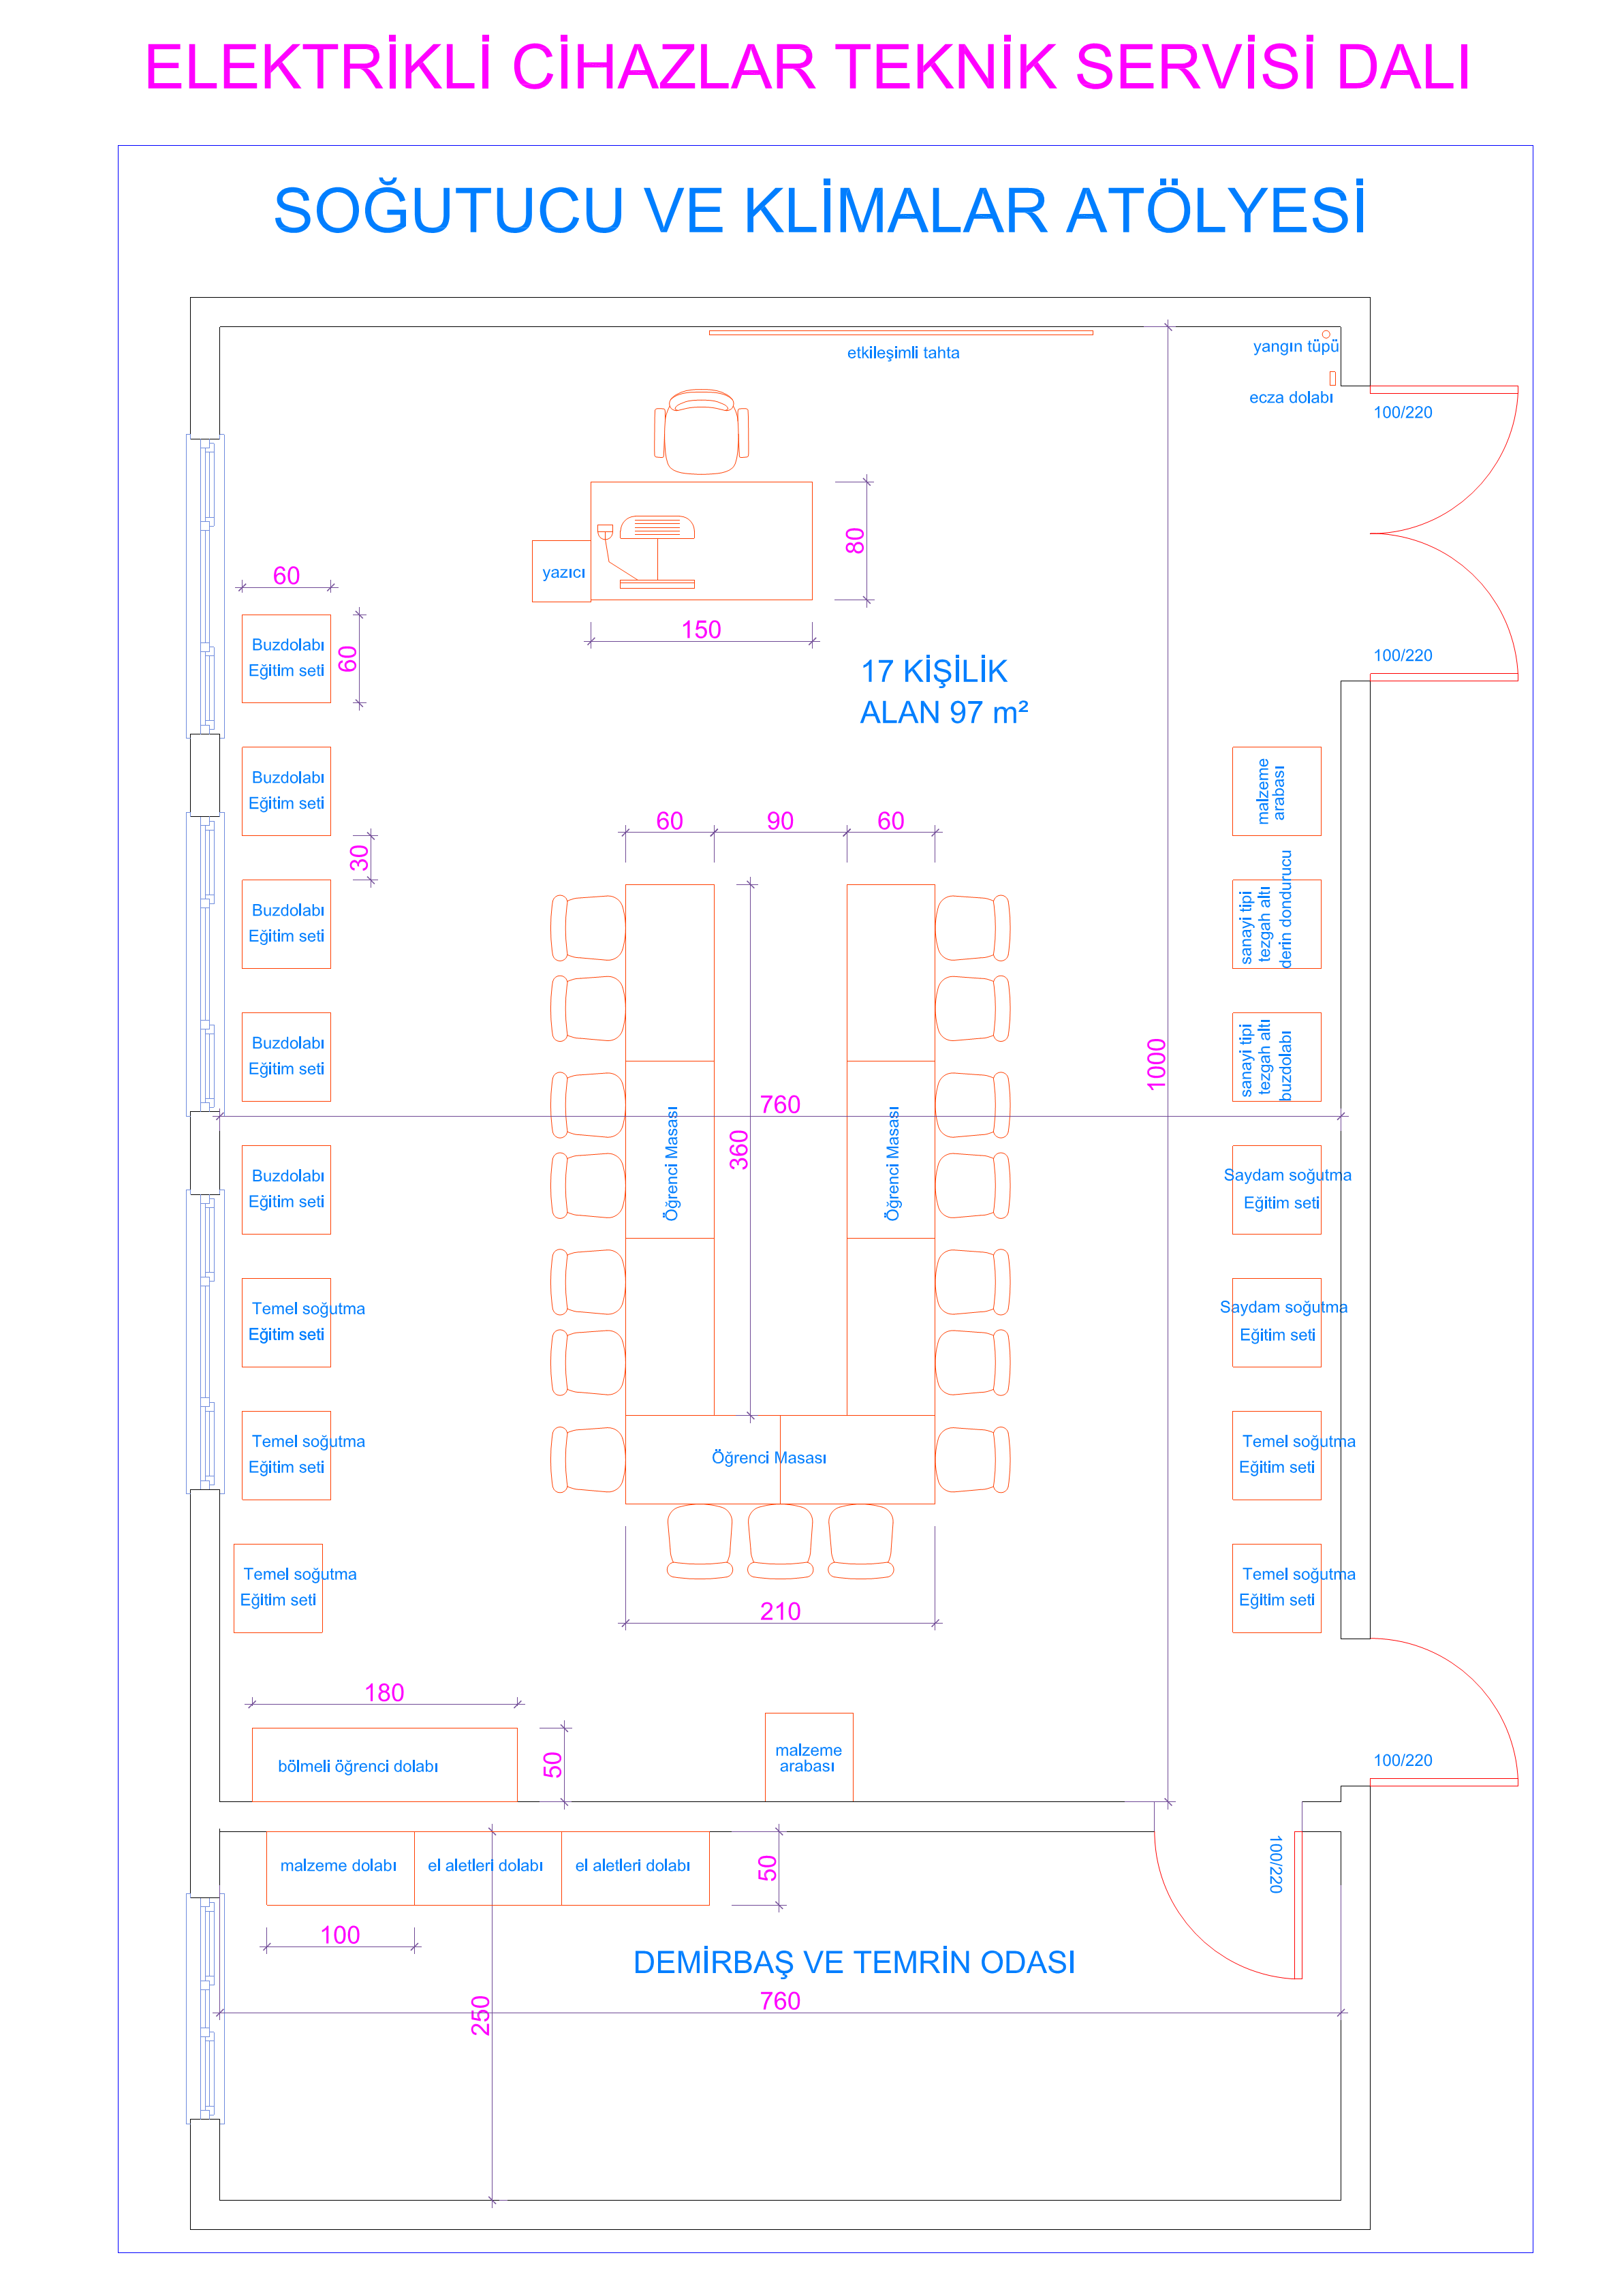 ELEKTRİKLİ CİHAZLAR TEKNİK SERVİSİ DALI
SOĞUTUCU VE KLİMALAR ATÖLYESİ
etkileşimli tahta
yangın tüpü
ecza dolabı
100/220
80
yazıcı
60
150
Buzdolabı
Eğitim seti
60
100/220
17 KİŞİLİK
ALAN 97 m²
Buzdolabı
Eğitim seti
malzeme
arabası
60
90
60
30
Buzdolabı
Eğitim seti
sanayi tipi
tezgah altı
derin dondurucu
Buzdolabı
Eğitim seti
sanayi tipi
tezgah altı
buzdolabı
1000
760
360
Öğrenci Masası
Öğrenci Masası
Buzdolabı
Eğitim seti
Saydam soğutma
Eğitim seti
Temel soğutma
Eğitim seti
Saydam soğutma
Eğitim seti
Temel soğutma
Eğitim seti
Öğrenci Masası
Temel soğutma
Eğitim seti
Temel soğutma
Eğitim seti
Temel soğutma
Eğitim seti
210
180
bölmeli öğrenci dolabı
50
malzeme
arabası
100/220
malzeme dolabı
el aletleri dolabı
el aletleri dolabı
50
100/220
100
DEMİRBAŞ VE TEMRİN ODASI
760
250